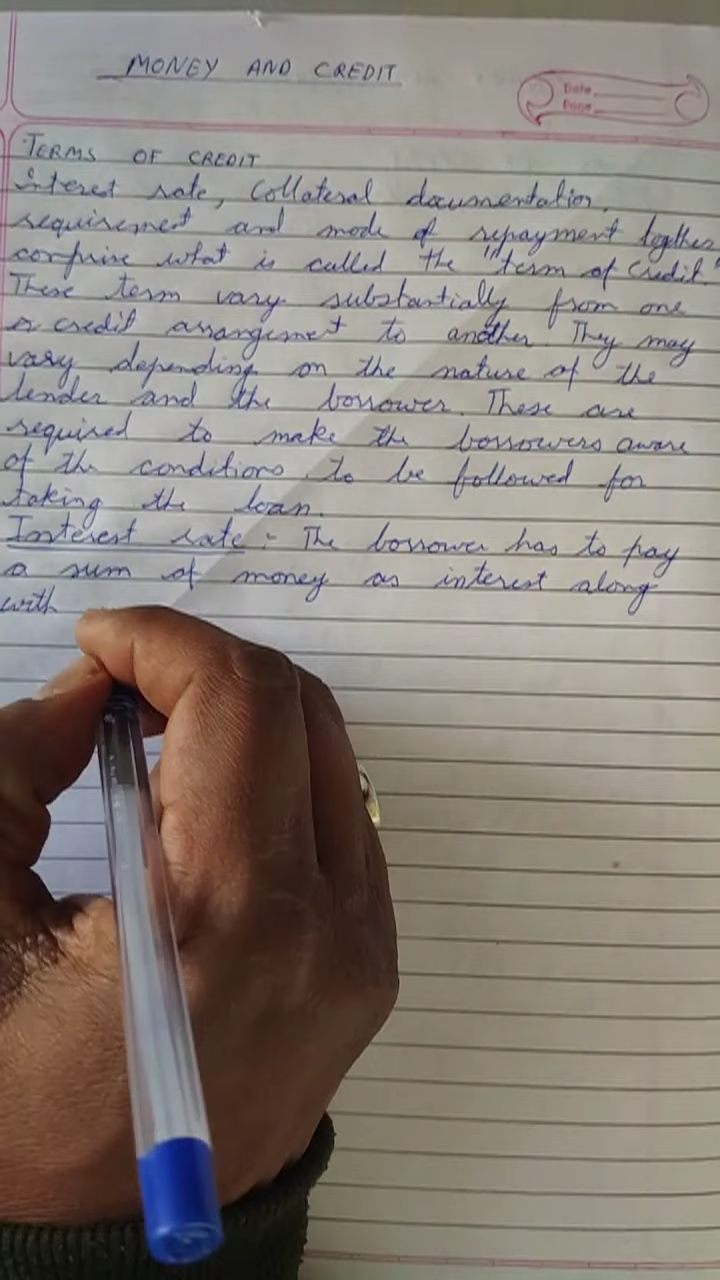 MONEY AND CREDIT
Date
Page
TERMS OF CREDIT
Interest rate, Collateral documentation,
requirement and mode of repayment together
comprise what is called the "term of Credit."
These term vary substantially from one
a credit arrangement to another. They may
vary depending on the nature of the
lender and the borrower. These are
required to make the borrowers aware
of the conditions to be followed for
taking the loan.
Interest rate :- The borrower has to pay
a sum of money as interest along
with